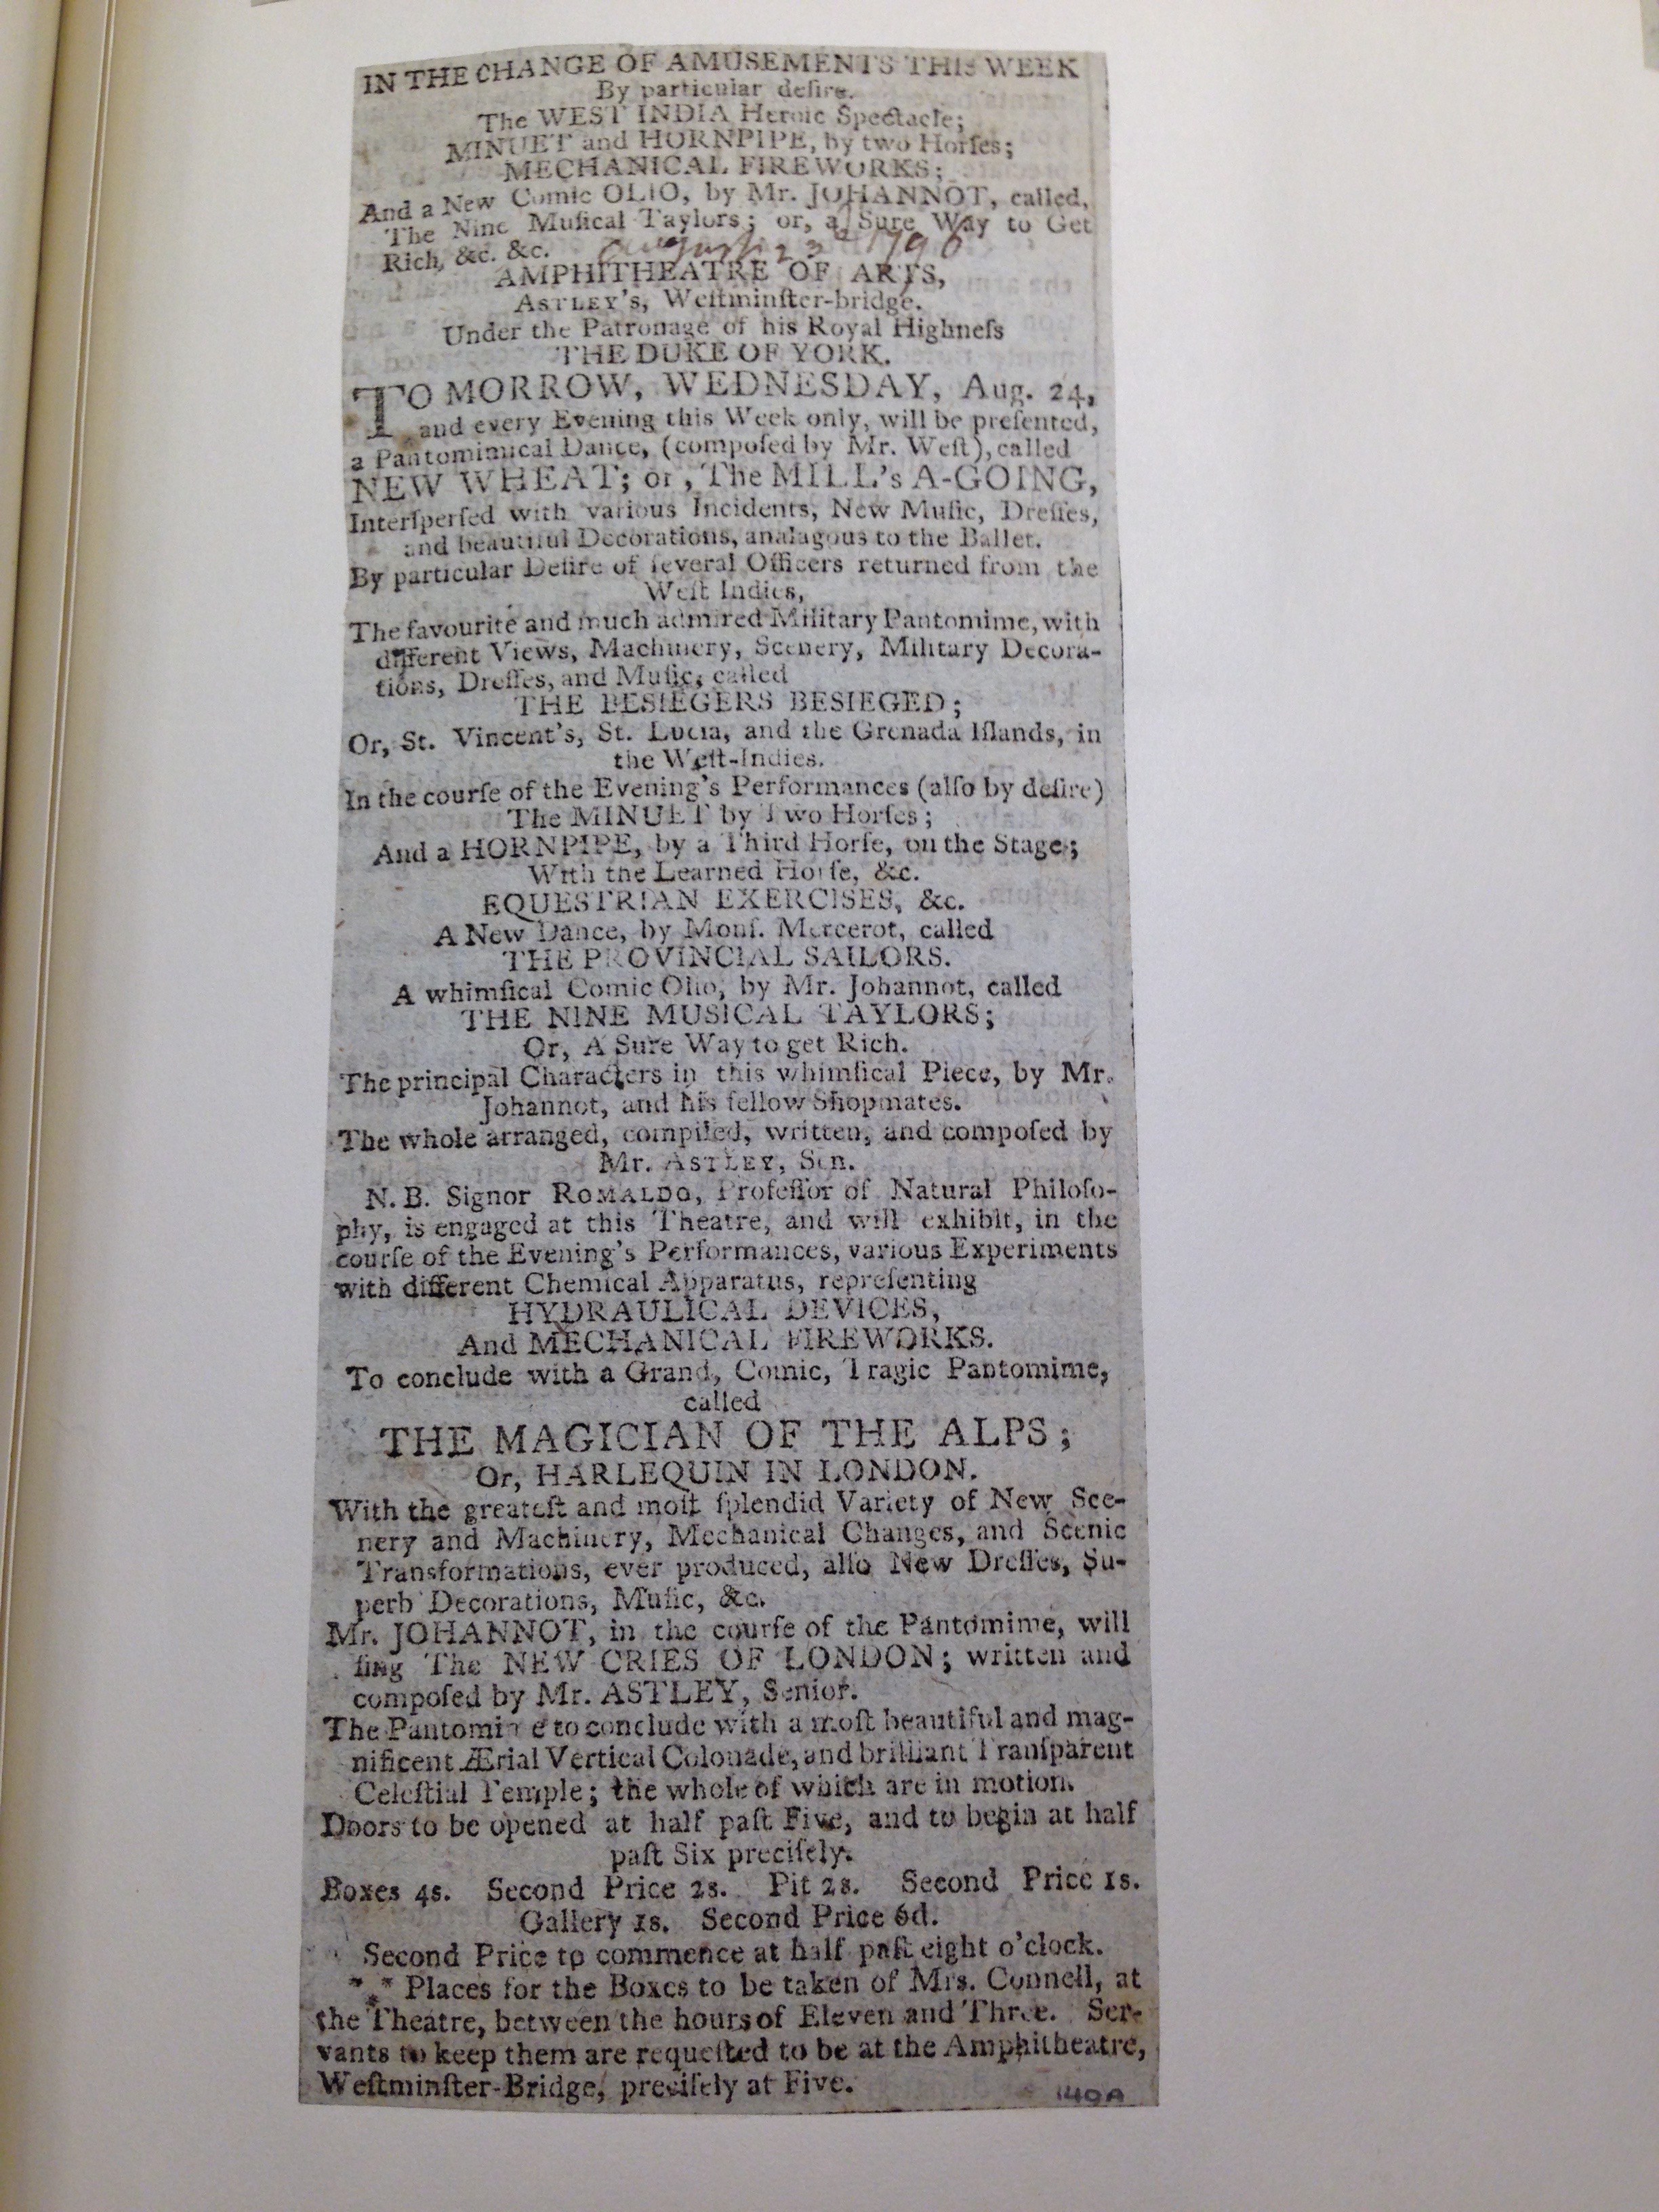 IN THE CHANGE OF AMUSEMENTS THIS WEEK
By particular deſire.
The WEST INDIA Heroic Spectacle;
MINUET and HORNPIPE, by two Horſes;
MECHANICAL FIREWORKS;
And a New Comic OLIO, by Mr. JOHANNOT, called,
The Nine Muſical Taylors; or, a Sure Way to Get
Rich, &c. &c. August 23d 1796
AMPHITHEATRE OF ARTS,
ASTLEY'S, Weſtminſter-bridge.
Under the Patronage of his Royal Highneſs
THE DUKE OF YORK.
TO MORROW, WEDNESDAY, Aug. 24,
and every Evening this Week only, will be preſented,
a Pantomimical Dance, (compoſed by Mr. Weſt), called
NEW WHEAT; or, The MILL's A-GOING,
Interſperſed with various Incidents, New Muſic, Dreſſes,
and beautiful Decorations, analagous to the Ballet.
By particular Deſire of ſeveral Officers returned from the
Weſt Indies,
The favourite and much admired Military Pantomime, with
different Views, Machinery, Scenery, Military Decora-
tions, Dreſſes, and Muſic, called
THE BESIEGERS BESIEGED;
Or, St. Vincent's, St. Lucia, and the Grenada Iſlands, in
the Weſt-Indies.
In the courſe of the Evening's Performances (alſo by deſire)
The MINUET by Two Horſes;
And a HORNPIPE, by a Third Horſe, on the Stage;
With the Learned Horſe, &c.
EQUESTRIAN EXERCISES, &c.
A New Dance, by Monſ. Mercerot, called
THE PROVINCIAL SAILORS.
A whimſical Comic Olio, by Mr. Johannot, called
THE NINE MUSICAL TAYLORS;
Or, A Sure Way to get Rich.
The principal Characters in this whimſical Piece, by Mr.
Johannot, and his fellow Shopmates.
The whole arranged, compiled, written, and compoſed by
Mr. ASTLEY, Sen.
N. B. Signor ROMALDO, Profeſſor of Natural Philoſo-
phy, is engaged at this Theatre, and will exhibit, in the
courſe of the Evening's Performances, various Experiments
with different Chemical Apparatus, repreſenting
HYDRAULICAL DEVICES,
And MECHANICAL FIREWORKS.
To conclude with a Grand, Comic, Tragic Pantomime,
called
THE MAGICIAN OF THE ALPS;
Or, HARLEQUIN IN LONDON.
With the greateſt and moſt ſplendid Variety of New Sce-
nery and Machinery, Mechanical Changes, and Scenic
Transformations, ever produced, alſo New Dreſſes, Su-
perb Decorations, Muſic, &c.
Mr. JOHANNOT, in the courſe of the Pantomime, will
ſing The NEW CRIES OF LONDON; written and
compoſed by Mr. ASTLEY, Senior.
The Pantomime to conclude with a moſt beautiful and mag-
nificent Ærial Vertical Colonade, and brilliant Tranſparent
Celeſtial Temple; the whole of which are in motion.
Doors to be opened at half paſt Five, and to begin at half
paſt Six preciſely.
Boxes 4s. Second Price 2s. Pit 2s. Second Price 1s.
Gallery 1s. Second Price 6d.
Second Price to commence at half paſt eight o'clock.
*⁎* Places for the Boxes to be taken of Mrs. Connell, at
the Theatre, between the hours of Eleven and Three. Ser-
vants to keep them are requeſted to be at the Amphitheatre,
Weſtminſter-Bridge, preciſely at Five.
140A